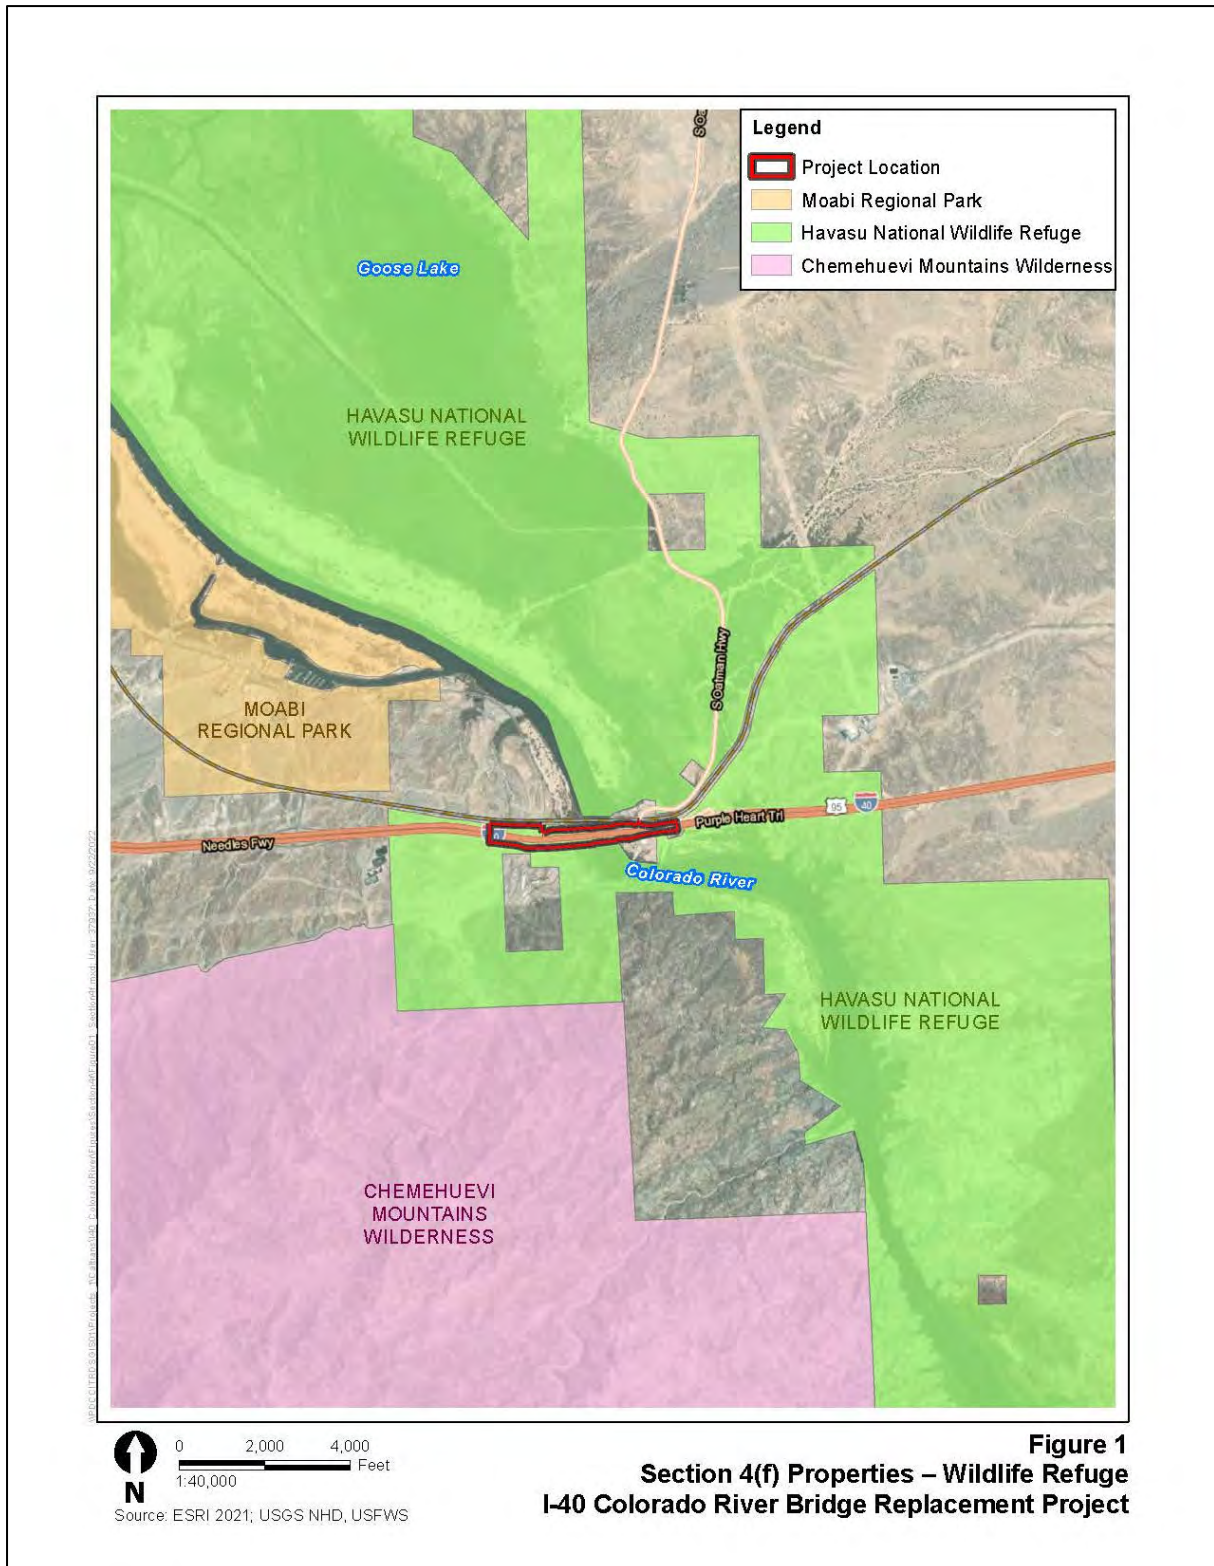 Legend
Project Location
Moabi Regional Park
Havasu National Wildlife Refuge
Chemehuevi Mountains Wilderness
Goose Lake
HAVASU NATIONAL
WILDLIFE REFUGE
S Oatman Hwy
MOABI
REGIONAL PARK
95
40
Purple Heart Trl
Needles Fwy
Colorado River
HAVASU NATIONAL
WILDLIFE REFUGE
CHEMEHUEVI
MOUNTAINS
WILDERNESS
0 2,000 4,000
Feet
1:40,000
N
Source: ESRI 2021; USGS NHD, USFWS
Figure 1
Section 4(f) Properties – Wildlife Refuge
I-40 Colorado River Bridge Replacement Project